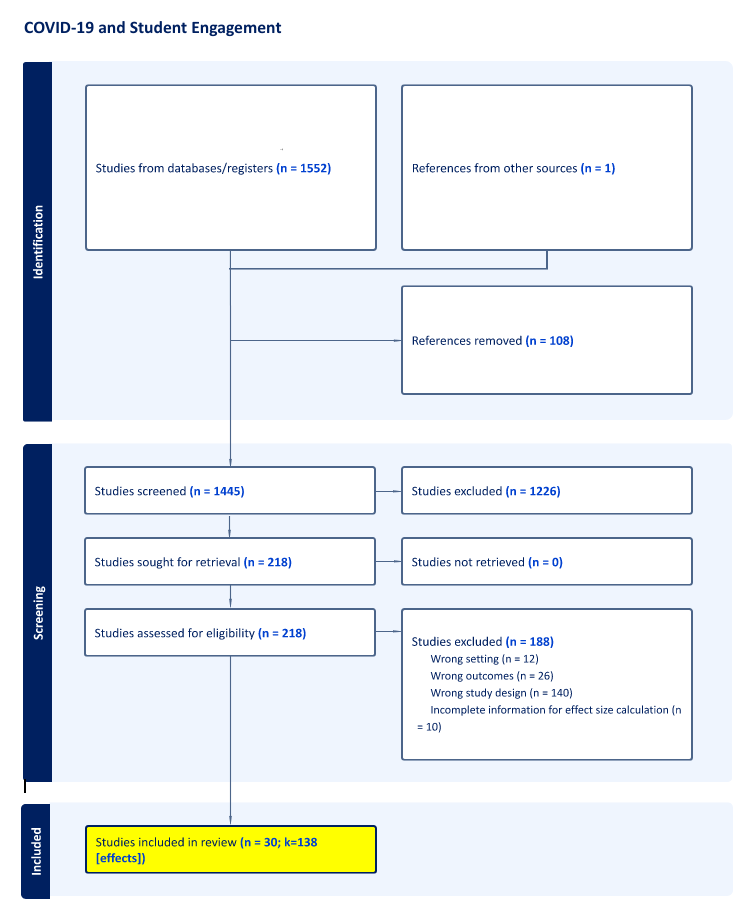 COVID-19 and Student Engagement
Identification
Studies from databases/registers (n = 1552)
References from other sources (n = 1)
References removed (n = 108)
Screening
Studies screened (n = 1445)
Studies excluded (n = 1226)
Studies sought for retrieval (n = 218)
Studies not retrieved (n = 0)
Studies assessed for eligibility (n = 218)
Studies excluded (n = 188)
Wrong setting (n = 12)
Wrong outcomes (n = 26)
Wrong study design (n = 140)
Incomplete information for effect size calculation (n
= 10)
Included
Studies included in review (n = 30; k=138
[effects])